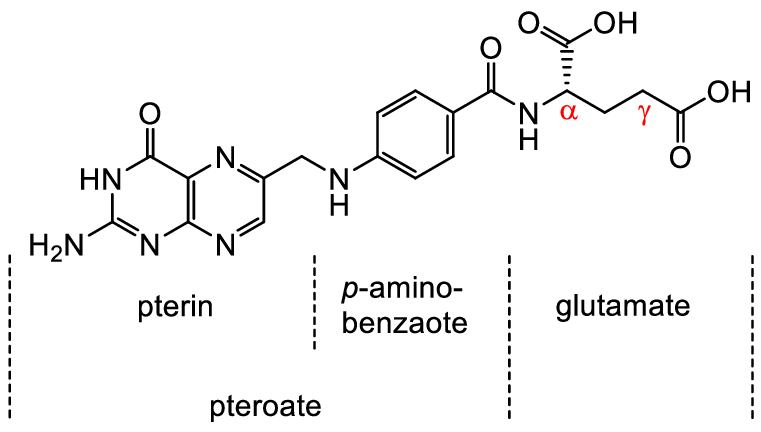 O
OH
O
N
H
α
γ
OH
O
O
HN
N
N
H
H₂N
N
N
pterin
p-amino-
benzaote
glutamate
pteroate